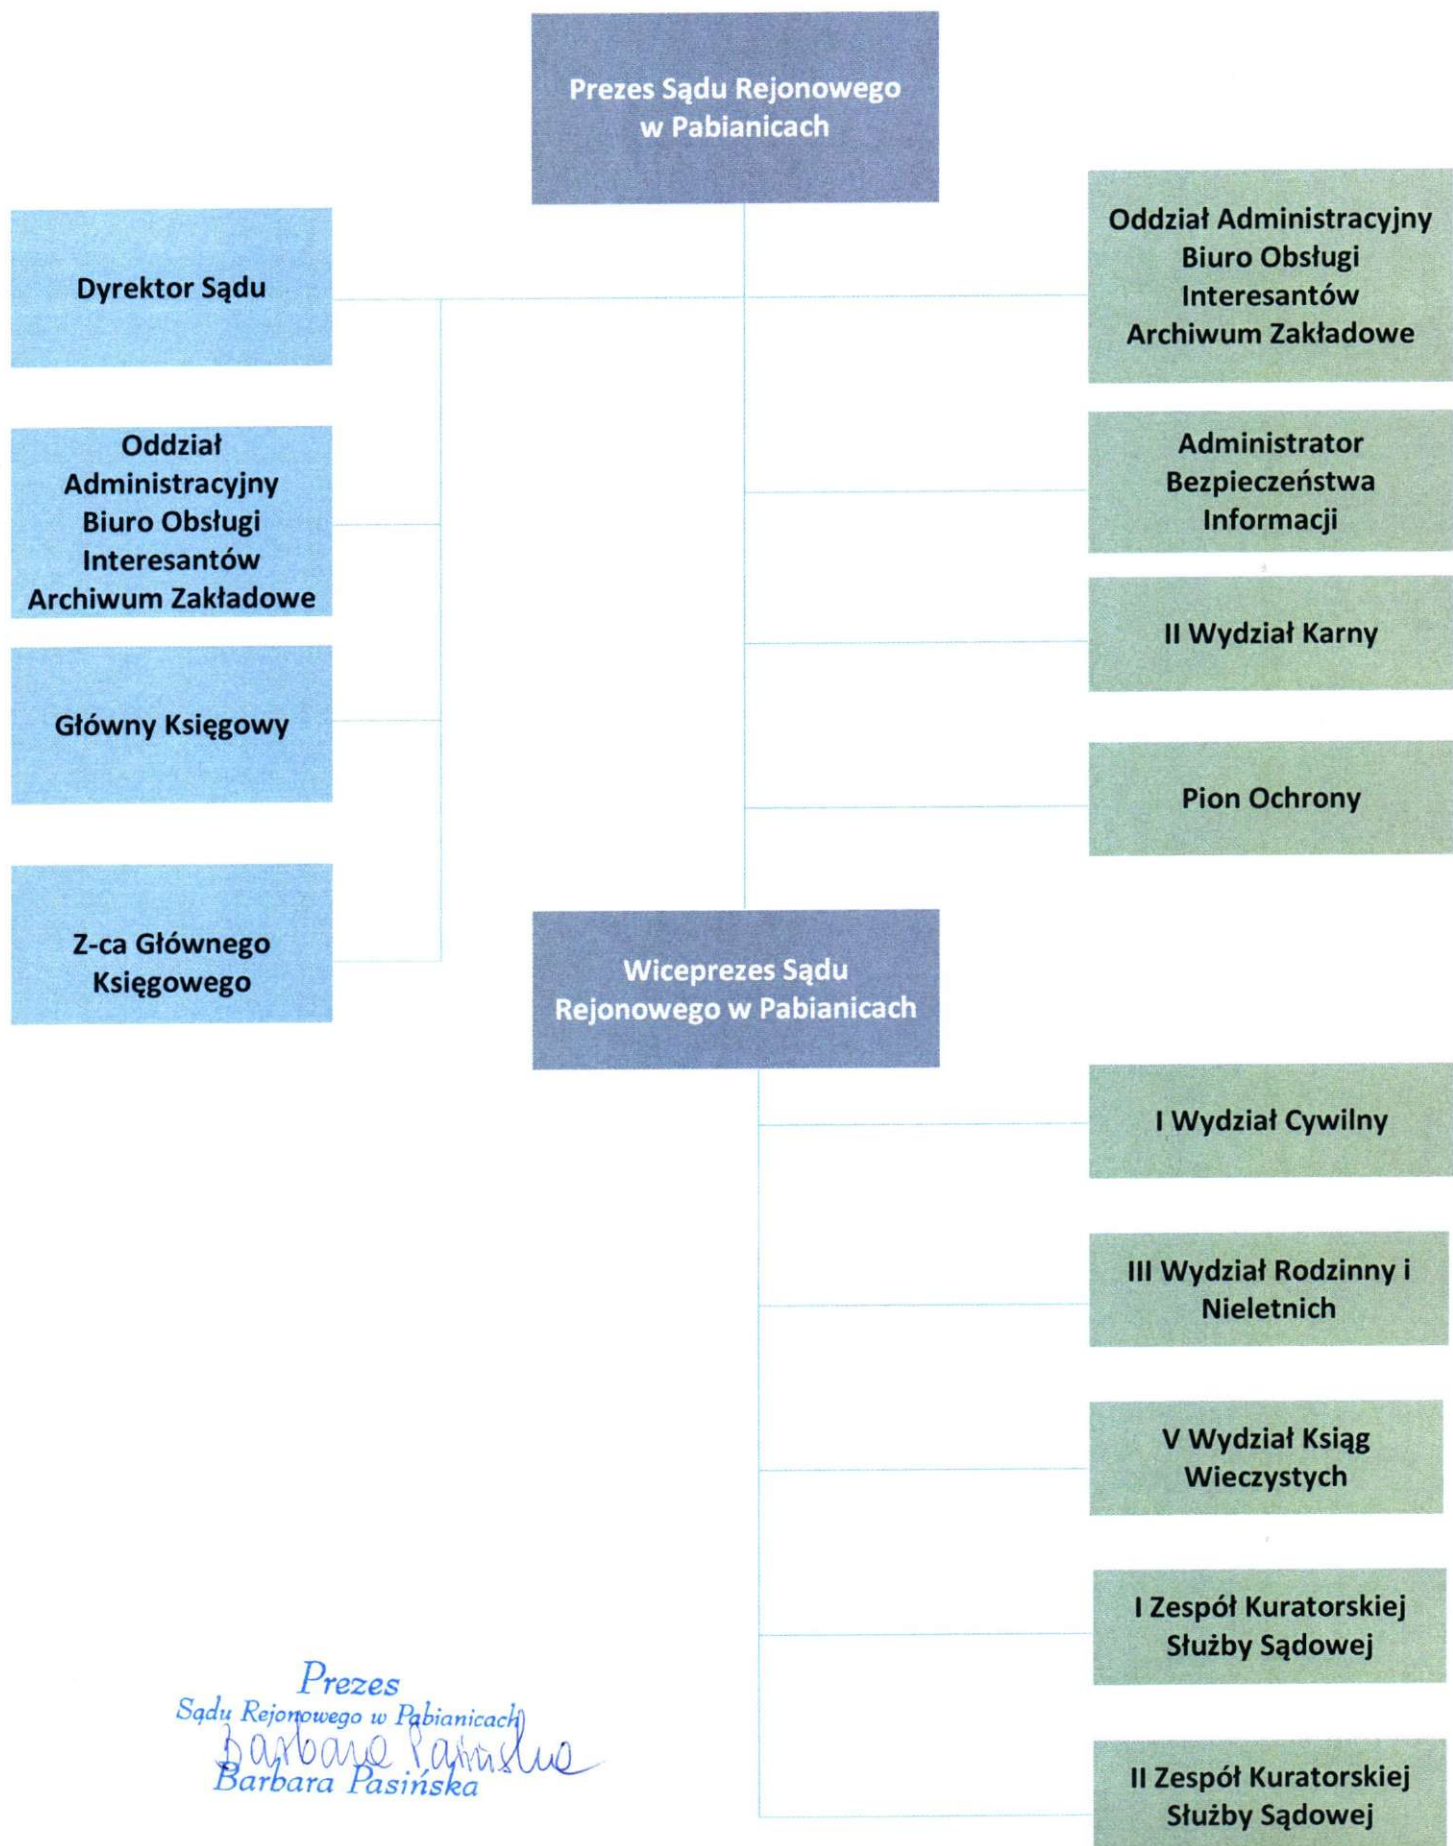 Prezes Sądu Rejonowego
w Pabianicach
Dyrektor Sądu
Oddział Administracyjny
Biuro Obsługi
Interesantów
Archiwum Zakładowe
Oddział
Administracyjny
Biuro Obsługi
Interesantów
Archiwum Zakładowe
Administrator
Bezpieczeństwa
Informacji
II Wydział Karny
Główny Księgowy
Pion Ochrony
Z-ca Głównego
Księgowego
Wiceprezes Sądu
Rejonowego w Pabianicach
I Wydział Cywilny
III Wydział Rodzinny i
Nieletnich
V Wydział Ksiąg
Wieczystych
I Zespół Kuratorskiej
Służby Sądowej
II Zespół Kuratorskiej
Służby Sądowej
Prezes
Sądu Rejonowego w Pabianicach
Barbara Pasińska
Barbara Pasińska